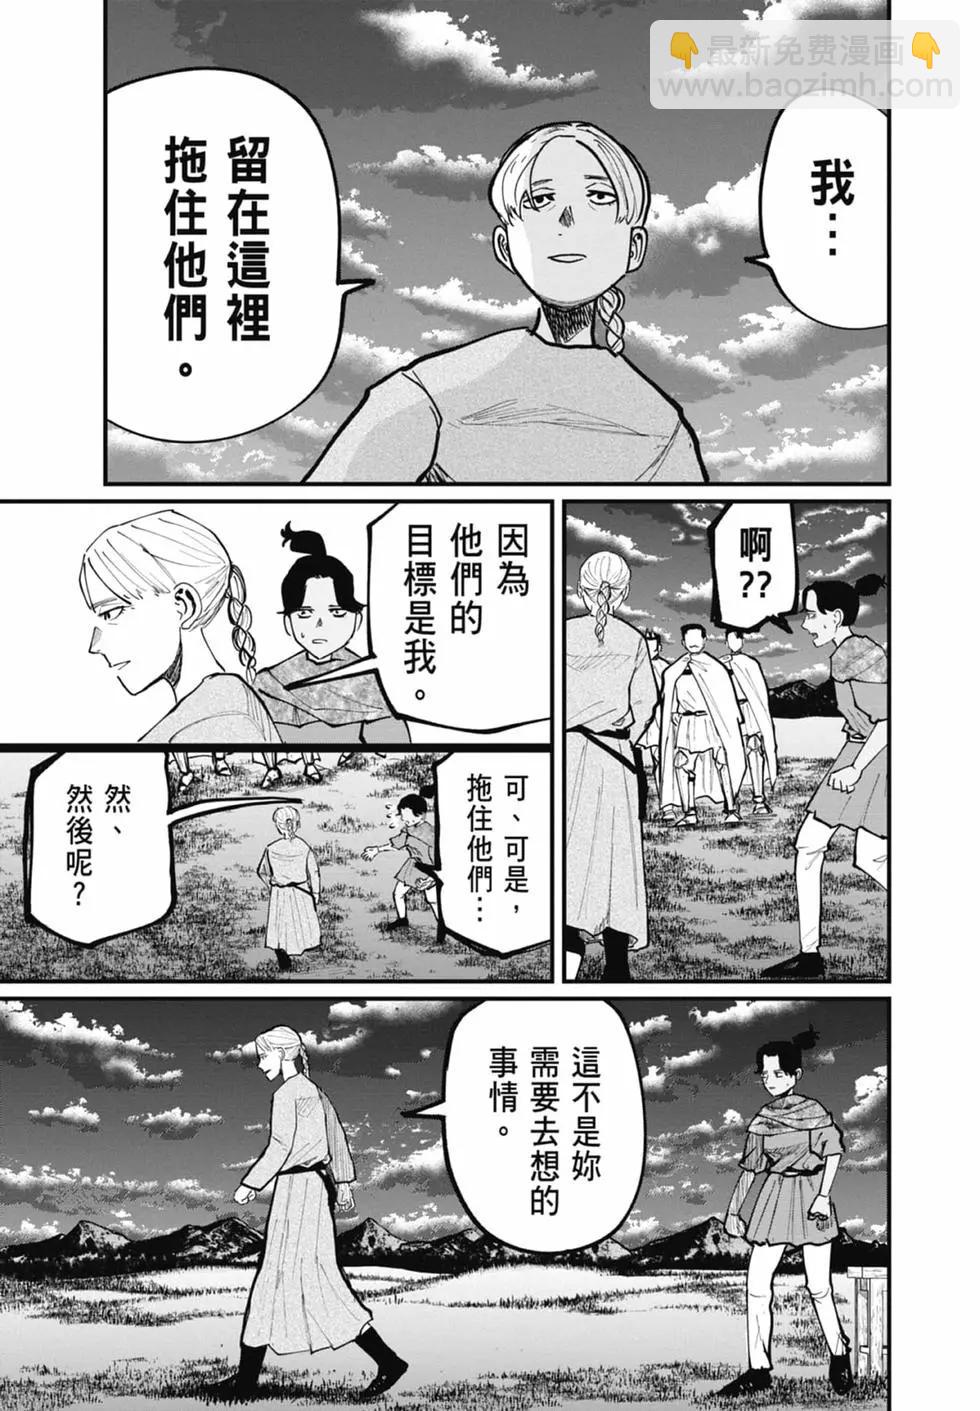 👇最新免费漫画👇
www.baozimh.com
我…
留在這裡
拖住他們。
啊??
因為
他們的
目標是我。
可、可是，
拖住他們…
然、
然後呢？
這不是妳
需要去想的
事情。